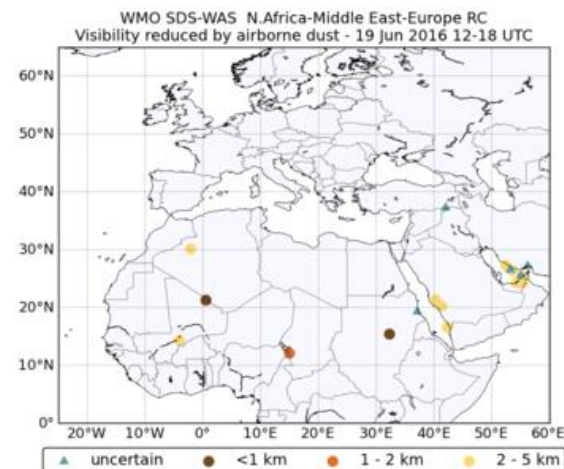 WMO SDS-WAS N.Africa-Middle East-Europe RC
Visibility reduced by airborne dust - 19 Jun 2016 12-18 UTC
60°N
50°N
40°N
30°N
20°N
10°N
0°
20°W 10°W 0° 10°E 20°E 30°E 40°E 50°E 60°E
uncertain <1 km 1 - 2 km 2 - 5 km